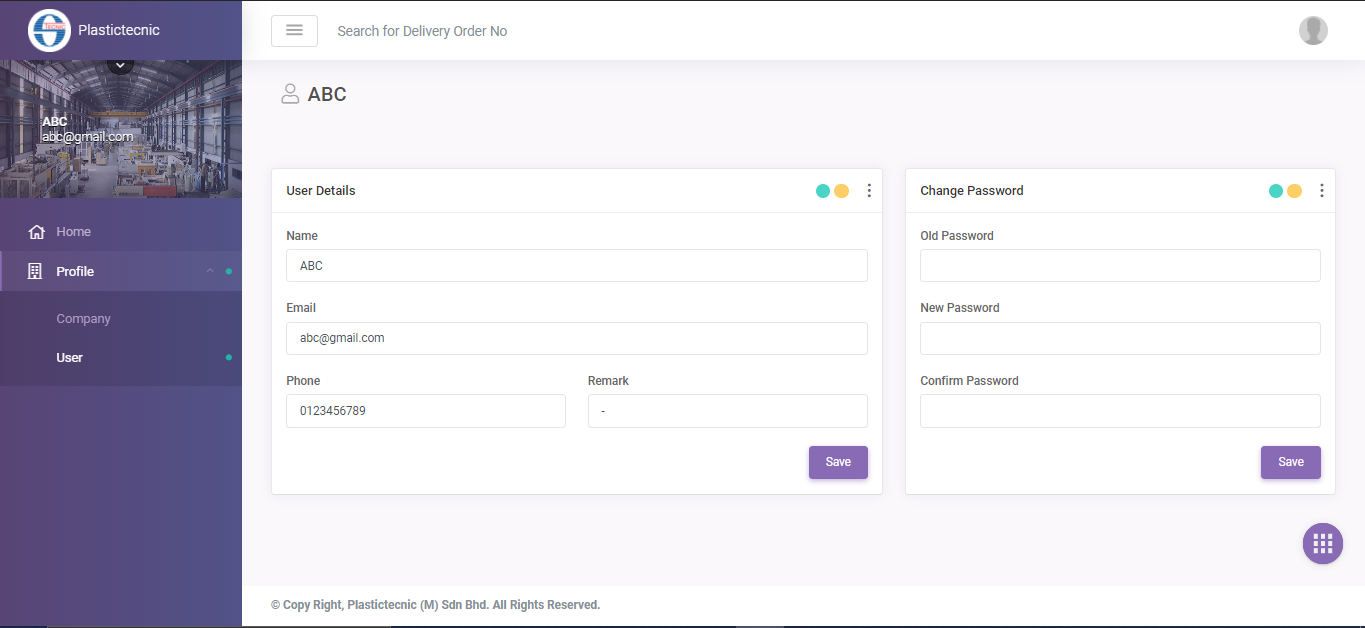 TECNIC
Plastictecnic
Search for Delivery Order No
ABC
abc@gmail.com
Home
Profile
Company
User
ABC
User Details
Name
ABC
Email
abc@gmail.com
Phone
Remark
0123456789
-
Save
Change Password
Old Password
New Password
Confirm Password
Save
© Copy Right, Plastictecnic (M) Sdn Bhd. All Rights Reserved.